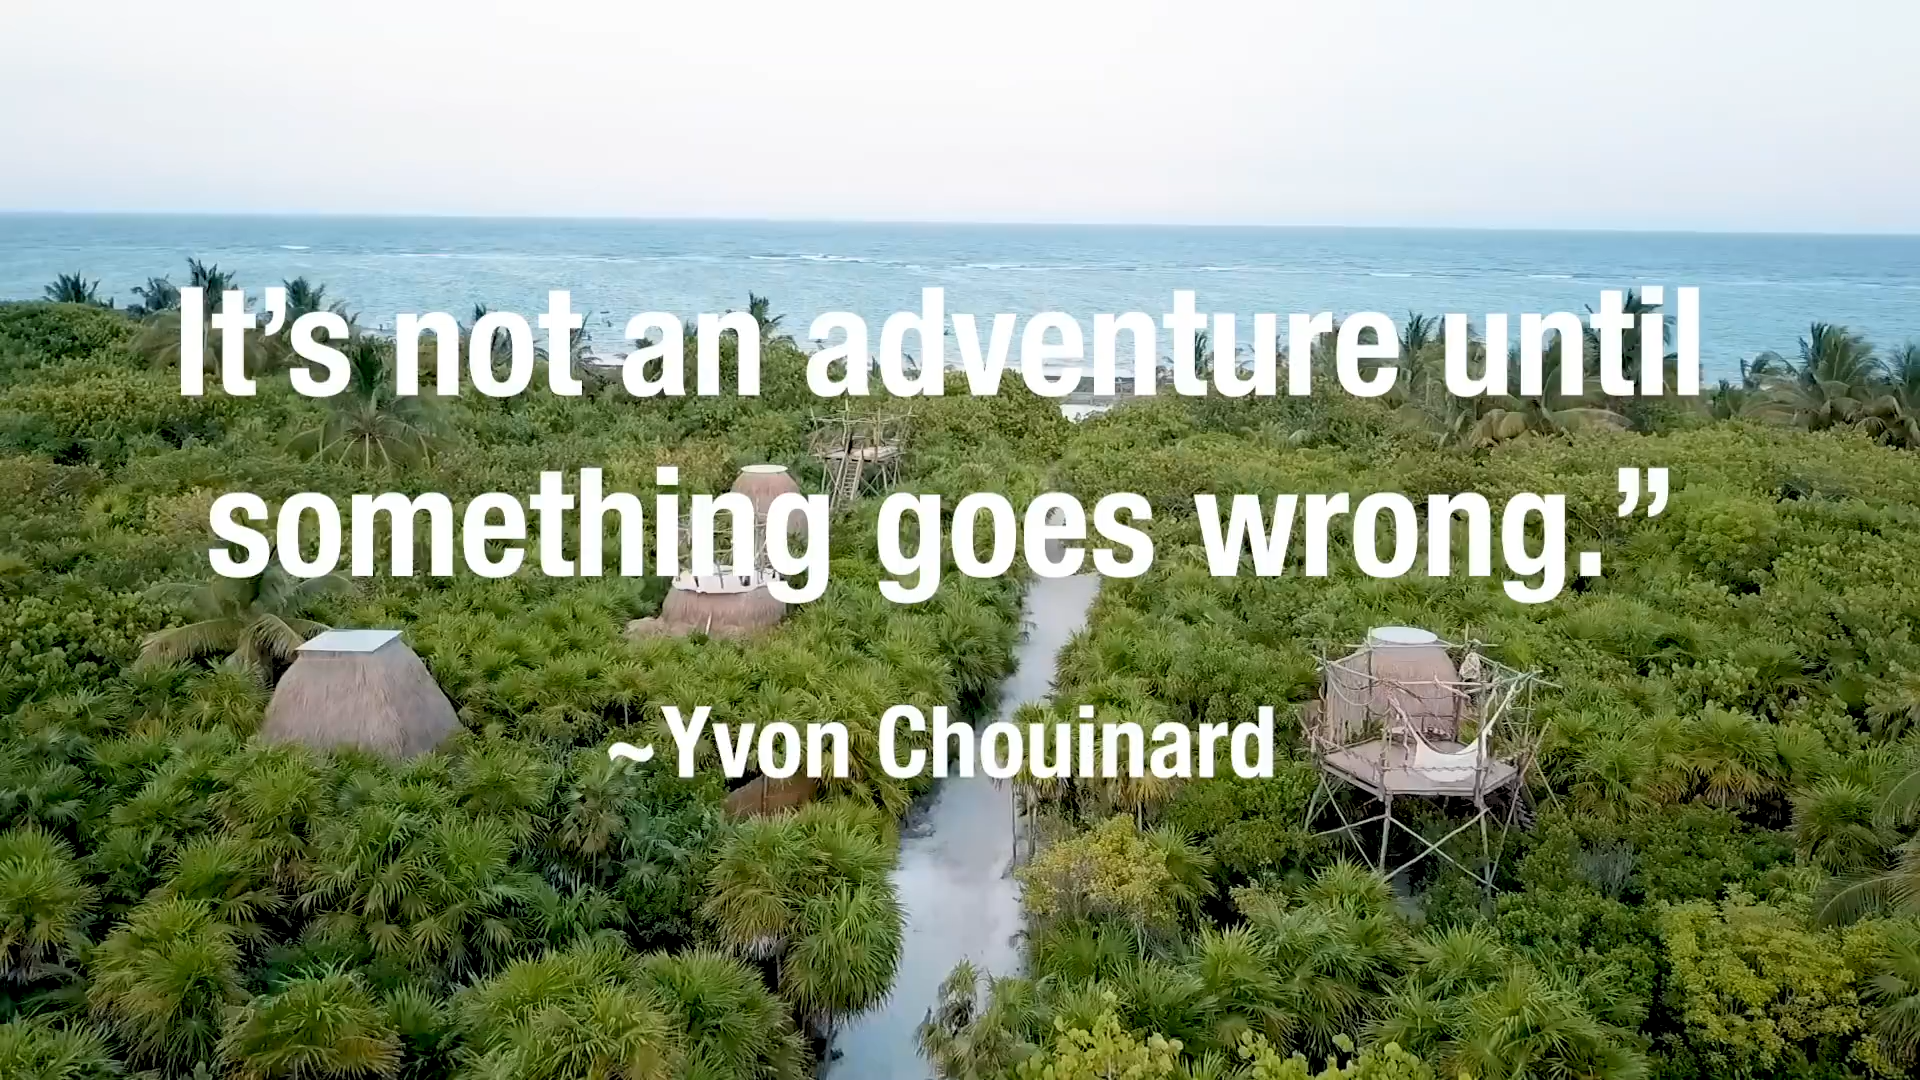 It’s not an adventure until
something goes wrong.”
~Yvon Chouinard